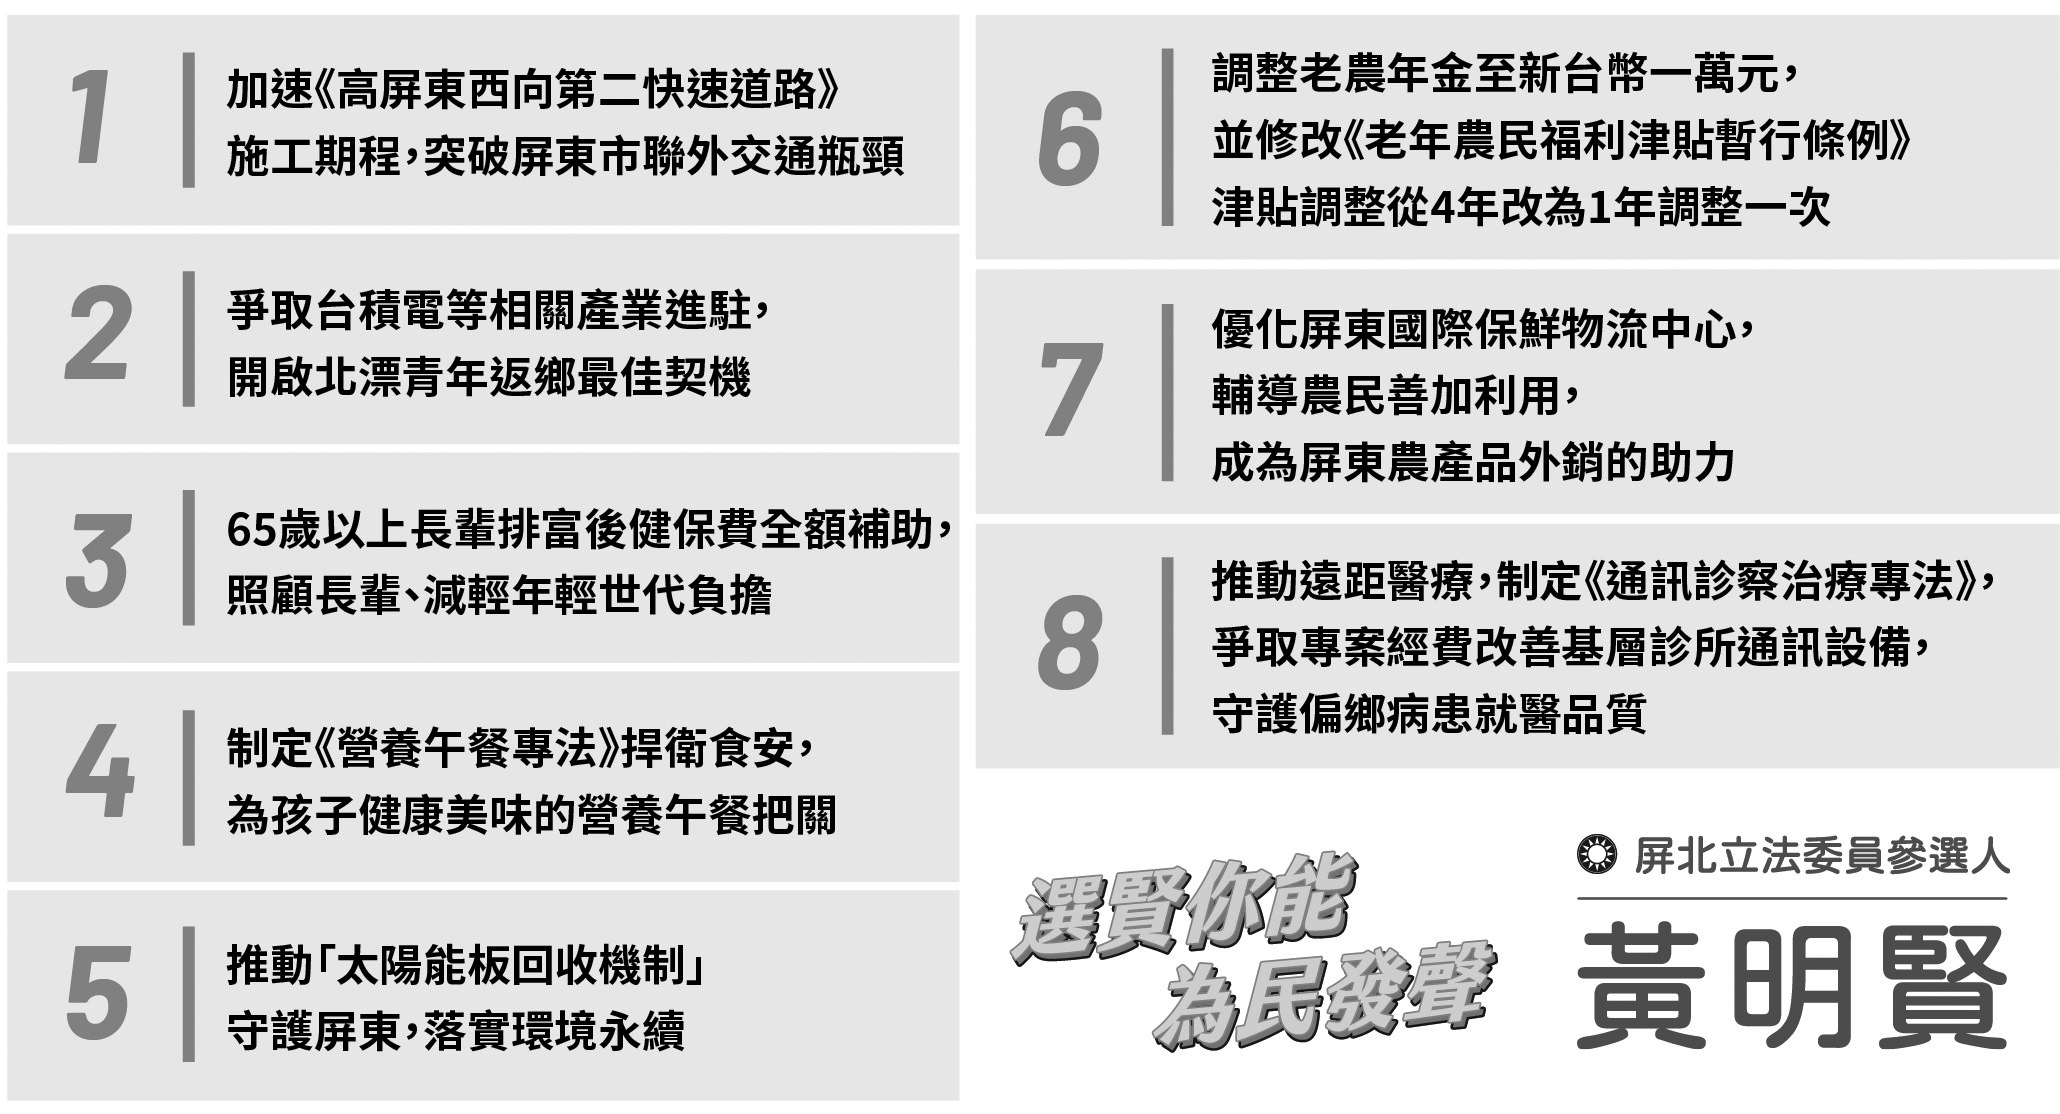 1
加速《高屏東西向第二快速道路》
施工期程，突破屏東市聯外交通瓶頸
2
爭取台積電等相關產業進駐，
開啟北漂青年返鄉最佳契機
3
65歲以上長輩排富後健保費全額補助，
照顧長輩、減輕年輕世代負擔
4
制定《營養午餐專法》捍衛食安，
為孩子健康美味的營養午餐把關
5
推動「太陽能板回收機制」
守護屏東，落實環境永續
6
調整老農年金至新台幣一萬元，
並修改《老年農民福利津貼暫行條例》
津貼調整從4年改為1年調整一次
7
優化屏東國際保鮮物流中心，
輔導農民善加利用，
成為屏東農產品外銷的助力
8
推動遠距醫療，制定《通訊診察治療專法》，
爭取專案經費改善基層診所通訊設備，
守護偏鄉病患就醫品質
選賢你能
為民發聲
屏北立法委員參選人
黃明賢